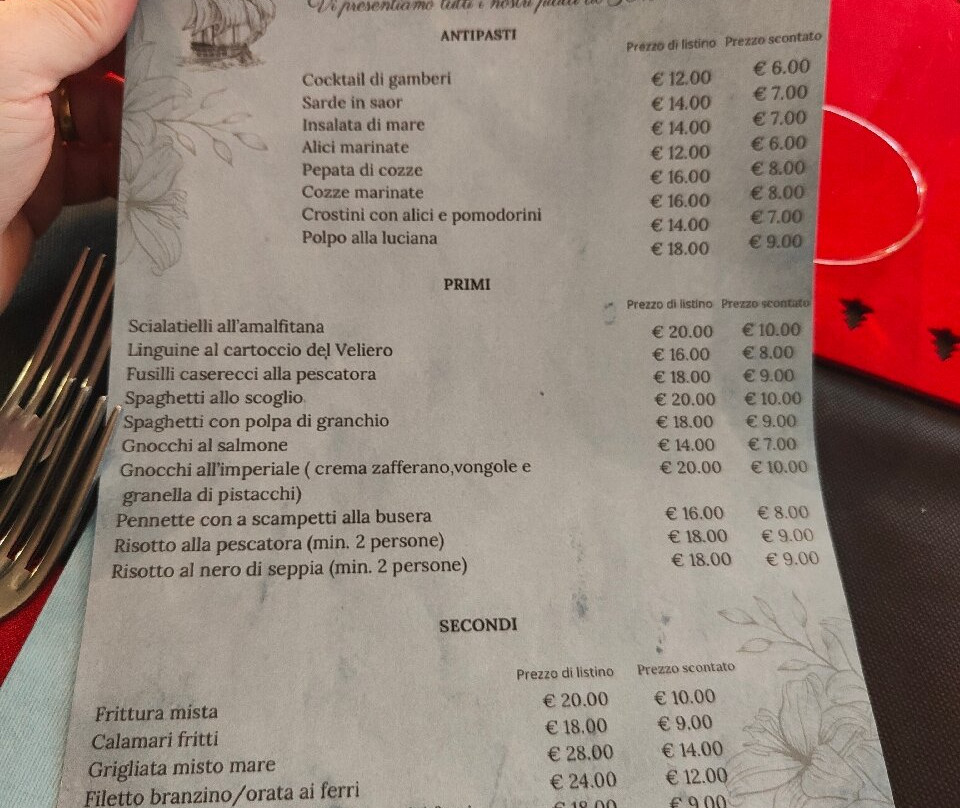 Vi presentiamo tutti i nostri
ANTIPASTI
Prezzo di listino Prezzo scontato
Cocktail di gamberi € 12.00 € 6.00
Sarde in saor € 14.00 € 7.00
Insalata di mare € 14.00 € 7.00
Alici marinate € 12.00 € 6.00
Pepata di cozze € 16.00 € 8.00
Cozze marinate € 16.00 € 8.00
Crostini con alici e pomodorini € 14.00 € 7.00
Polpo alla luciana € 18.00 € 9.00
PRIMI
Prezzo di listino Prezzo scontato
Scialatielli all'amalfitana € 20.00 € 10.00
Linguine al cartoccio del Veliero € 16.00 € 8.00
Fusilli caserecci alla pescatora € 18.00 € 9.00
Spaghetti allo scoglio € 20.00 € 10.00
Spaghetti con polpa di granchio € 18.00 € 9.00
Gnocchi al salmone € 14.00 € 7.00
Gnocchi all'imperiale ( crema zafferano,vongole e € 20.00 € 10.00
granella di pistacchi)
Pennette con a scampetti alla busera € 16.00 € 8.00
Risotto alla pescatora (min. 2 persone) € 18.00 € 9.00
Risotto al nero di seppia (min. 2 persone) € 18.00 € 9.00
SECONDI
Prezzo di listino Prezzo scontato
Frittura mista € 20.00 € 10.00
Calamari fritti € 18.00 € 9.00
Grigliata misto mare € 28.00 € 14.00
Filetto branzino/orata ai ferri € 24.00 € 12.00
€ 18.00 € 9.00